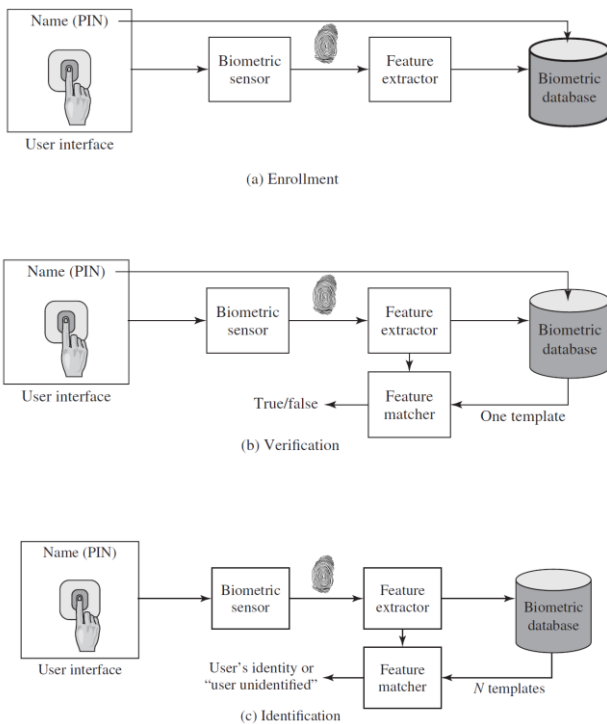 Name (PIN)
Biometric
sensor
Feature
extractor
Biometric
database
User interface
(a) Enrollment
Name (PIN)
Biometric
sensor
Feature
extractor
Biometric
database
User interface
True/false
Feature
matcher
One template
(b) Verification
Name (PIN)
Biometric
sensor
Feature
extractor
Biometric
database
User interface
User’s identity or
“user unidentified”
Feature
matcher
N templates
(c) Identification